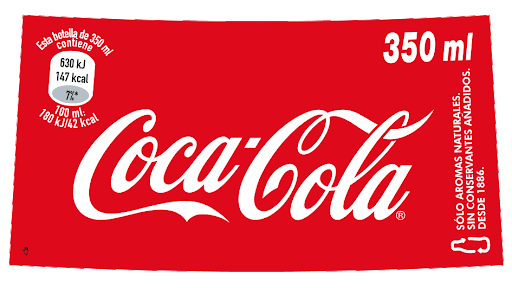 Esta botella de 350 ml
contiene
630 kJ
147 kcal
7%*
100 ml:
180 kJ/42 kcal
Coca-Cola®
350 ml
SÓLO AROMAS NATURALES.
SIN CONSERVANTES AÑADIDOS.
DESDE 1886.